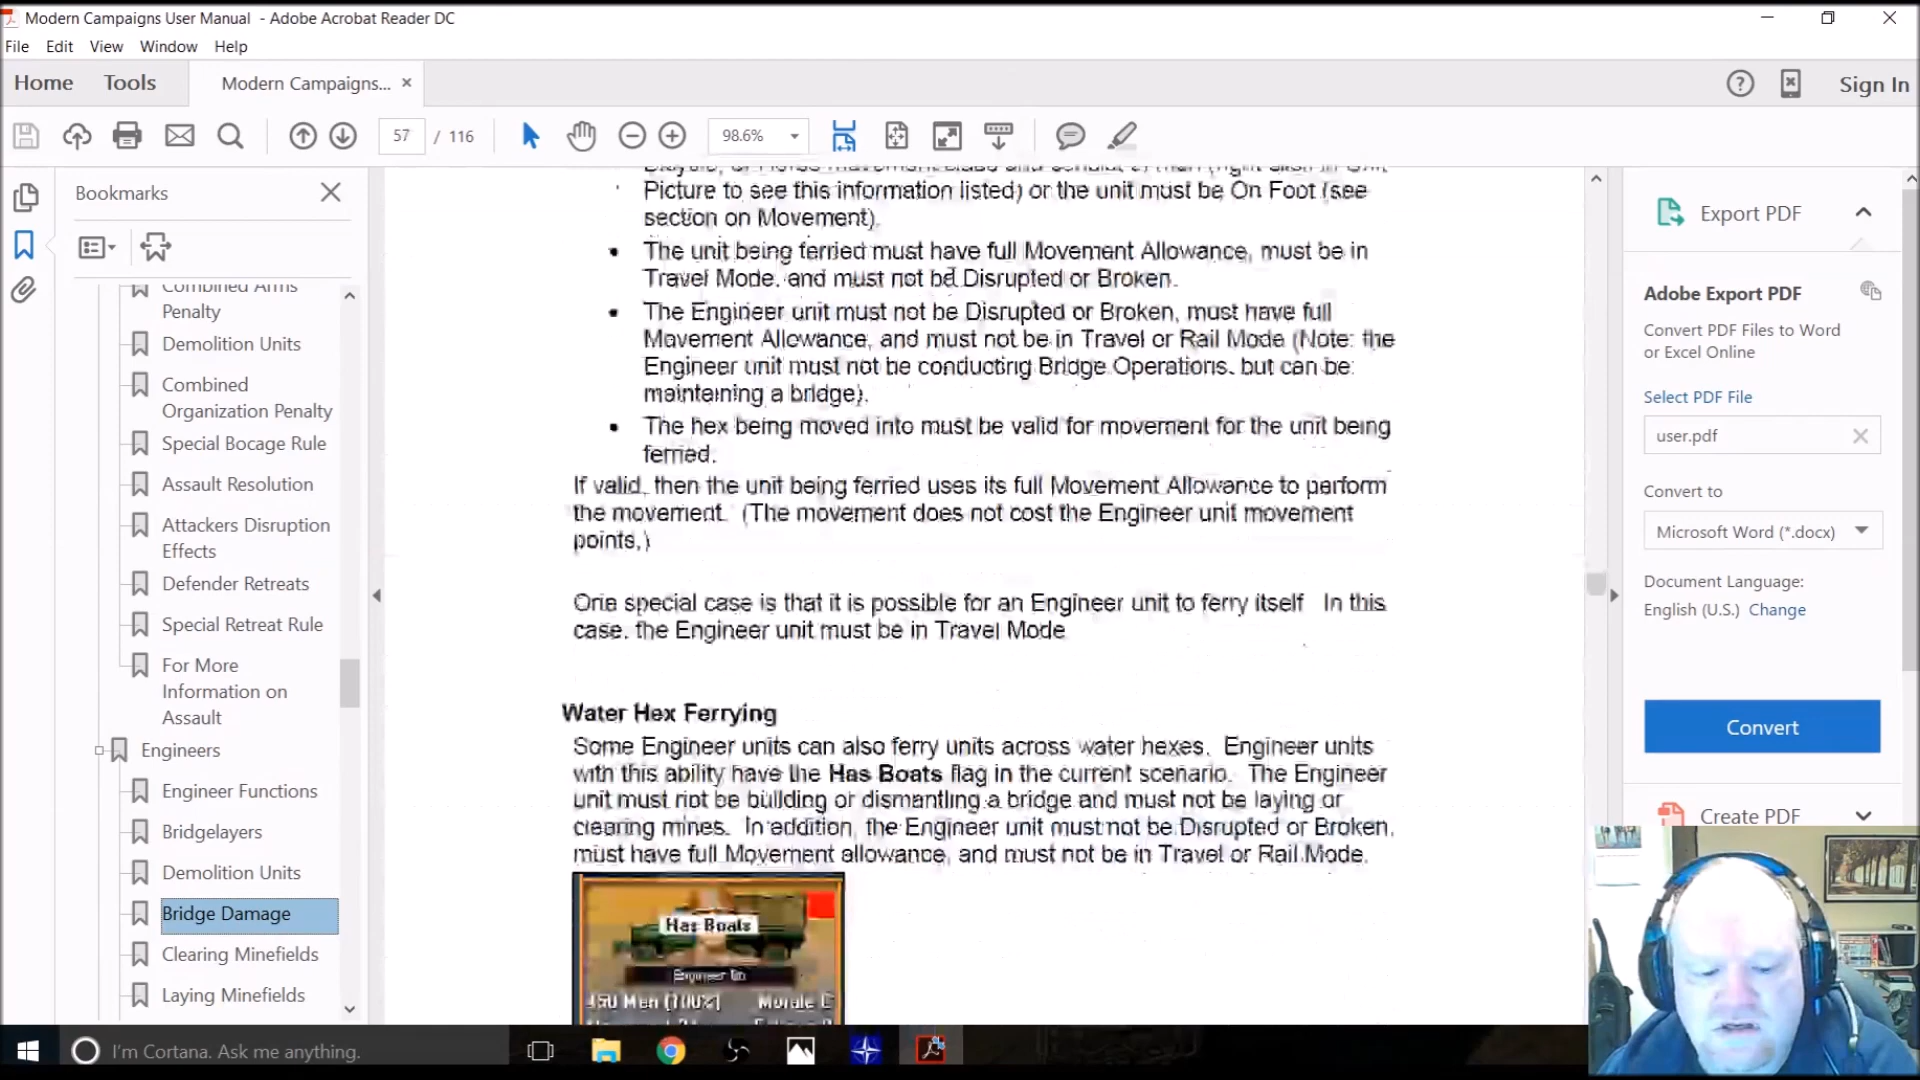 Modern Campaigns User Manual - Adobe Acrobat Reader DC
File Edit View Window Help
Home Tools Modern Campaigns... × Sign In
57 / 116 98.6%
Bookmarks
Combined Arms
Penalty
Demolition Units
Combined
Organization Penalty
Special Bocage Rule
Assault Resolution
Attackers Disruption
Effects
Defender Retreats
Special Retreat Rule
For More
Information on
Assault
Engineers
Engineer Functions
Bridgelayers
Demolition Units
Bridge Damage
Clearing Minefields
Laying Minefields
Picture to see this information listed) or the unit must be On Foot (see
section on Movement).
• The unit being ferried must have full Movement Allowance, must be in
Travel Mode, and must not be Disrupted or Broken.
• The Engineer unit must not be Disrupted or Broken, must have full
Movement Allowance, and must not be in Travel or Rail Mode (Note: the
Engineer unit must not be conducting Bridge Operations, but can be
maintaining a bridge).
• The hex being moved into must be valid for movement for the unit being
ferried.
If valid, then the unit being ferried uses its full Movement Allowance to perform
the movement. (The movement does not cost the Engineer unit movement
points.)
One special case is that it is possible for an Engineer unit to ferry itself In this
case, the Engineer unit must be in Travel Mode
Water Hex Ferrying
Some Engineer units can also ferry units across water hexes. Engineer units
with this ability have the Has Boats flag in the current scenario. The Engineer
unit must not be building or dismantling a bridge and must not be laying or
clearing mines. In addition, the Engineer unit must not be Disrupted or Broken,
must have full Movement allowance, and must not be in Travel or Rail Mode.
Has Boats
Engineer Bn
450 Men (100%) Morale C
Export PDF
Adobe Export PDF
Convert PDF Files to Word
or Excel Online
Select PDF File
user.pdf
Convert to
Microsoft Word (*.docx)
Document Language:
English (U.S.) Change
Convert
Create PDF
I'm Cortana. Ask me anything.